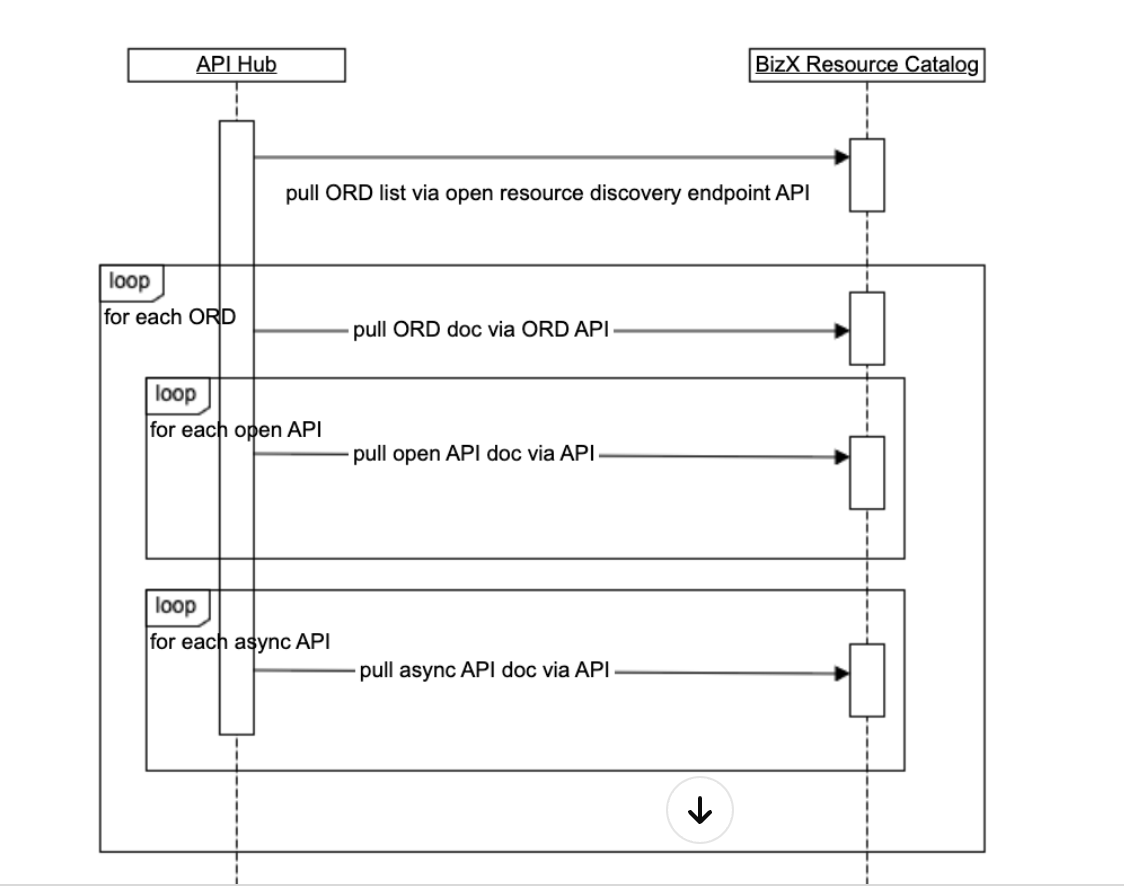 API Hub
BizX Resource Catalog
pull ORD list via open resource discovery endpoint API
loop
for each ORD
pull ORD doc via ORD API
loop
for each open API
pull open API doc via API
loop
for each async API
pull async API doc via API